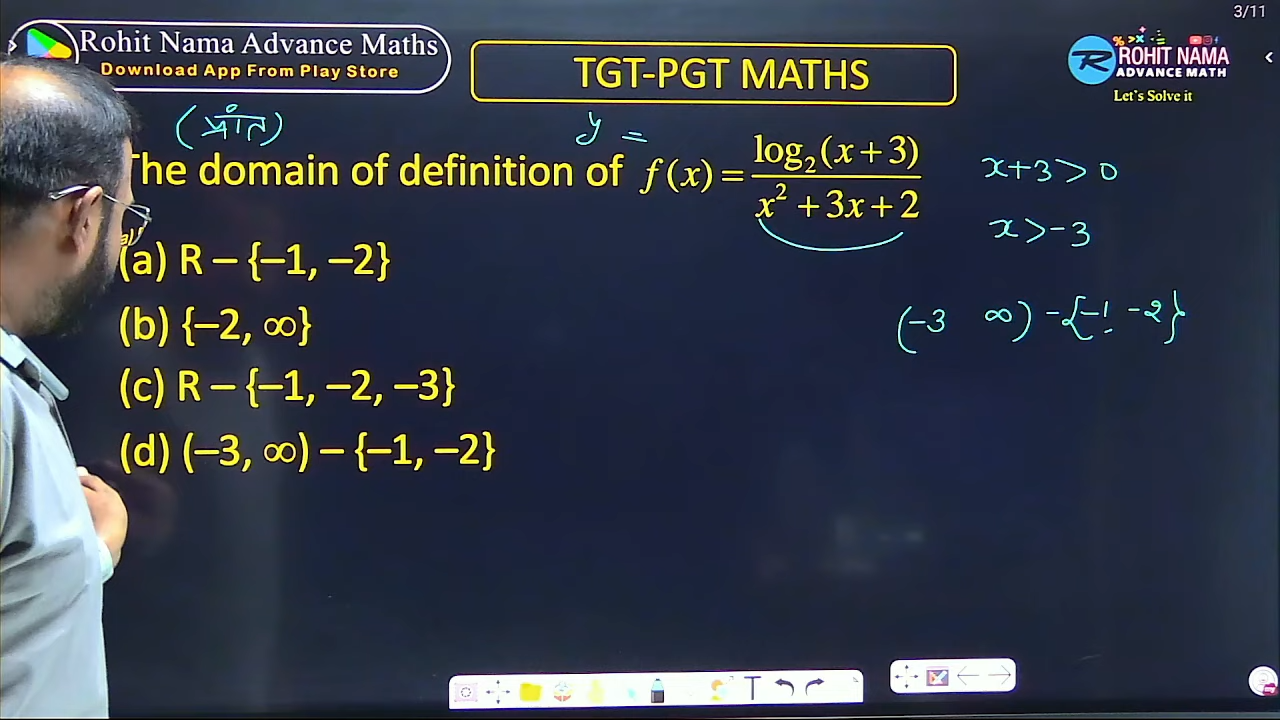 3/11
Rohit Nama Advance Maths
Download App From Play Store
TGT-PGT MATHS
ROHIT NAMA
ADVANCE MATH
Let's Solve it
(प्रांत)
y =
The domain of definition of f(x) = log₂(x+3) / x² + 3x + 2
x+3 > 0
x > -3
(a) R – {–1, –2}
(b) {–2, ∞}
(-3 ∞) - {-1 -2}
(c) R – {–1, –2, –3}
(d) (–3, ∞) – {–1, –2}
T